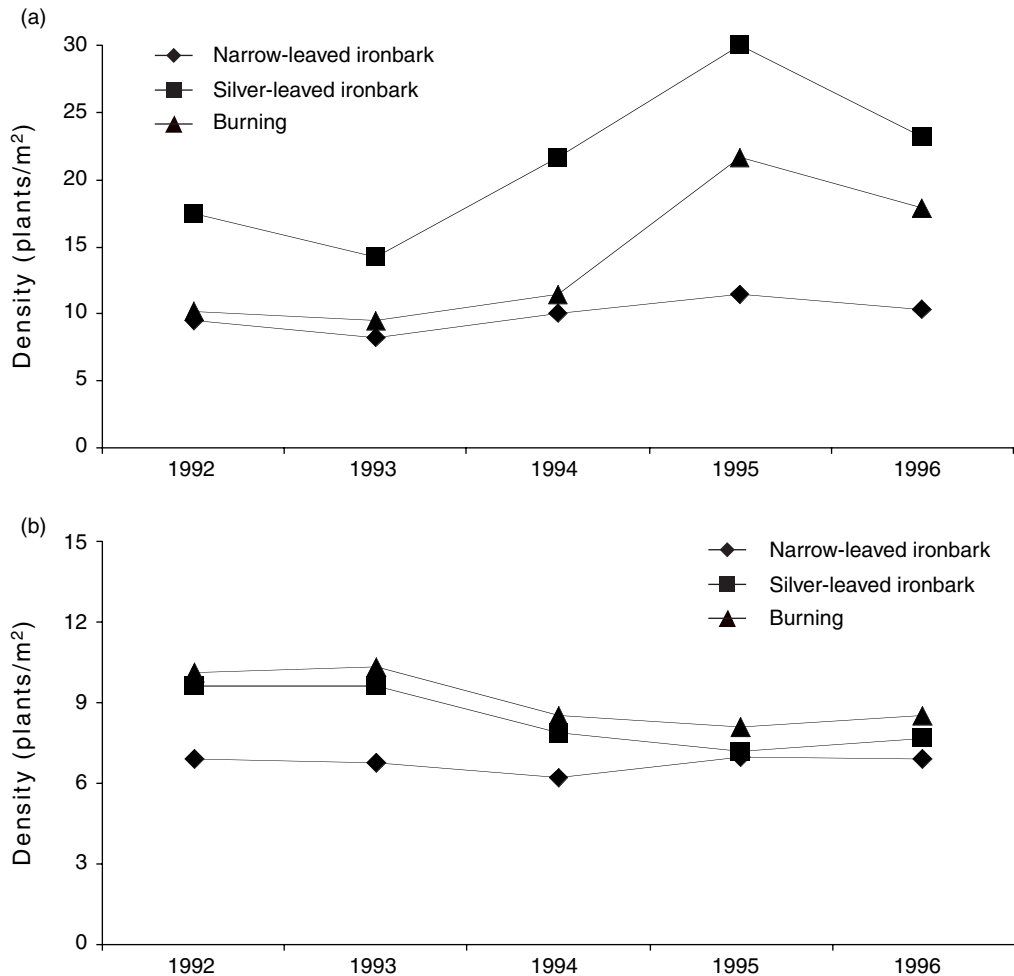 (a)
30
25
20
15
10
5
0
Density (plants/m²)
Narrow-leaved ironbark
Silver-leaved ironbark
Burning
1992 1993 1994 1995 1996
(b)
15
12
9
6
3
0
Density (plants/m²)
Narrow-leaved ironbark
Silver-leaved ironbark
Burning
1992 1993 1994 1995 1996